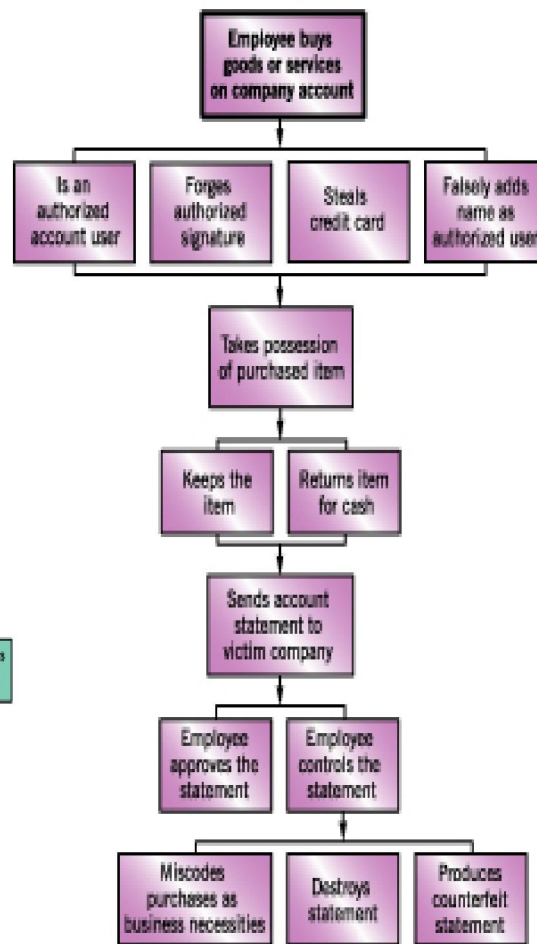 Employee buys
goods or services
on company account
Is an
authorized
account user
Forges
authorized
signature
Steals
credit card
Falsely adds
name as
authorized user
Takes possession
of purchased item
Keeps the
item
Returns item
for cash
Sends account
statement to
victim company
Employee
approves the
statement
Employee
controls the
statement
Miscodes
purchases as
business necessities
Destroys
statement
Produces
counterfeit
statement